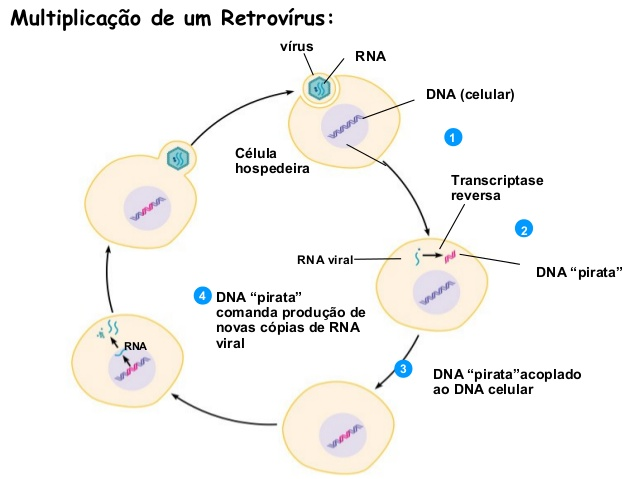 Multiplicação de um Retrovírus:
vírus
RNA
DNA (celular)
1
Célula
hospedeira
Transcriptase
reversa
2
RNA viral
DNA “pirata”
4 DNA “pirata”
comanda produção de
novas cópias de RNA
viral
RNA
3
DNA “pirata”acoplado
ao DNA celular